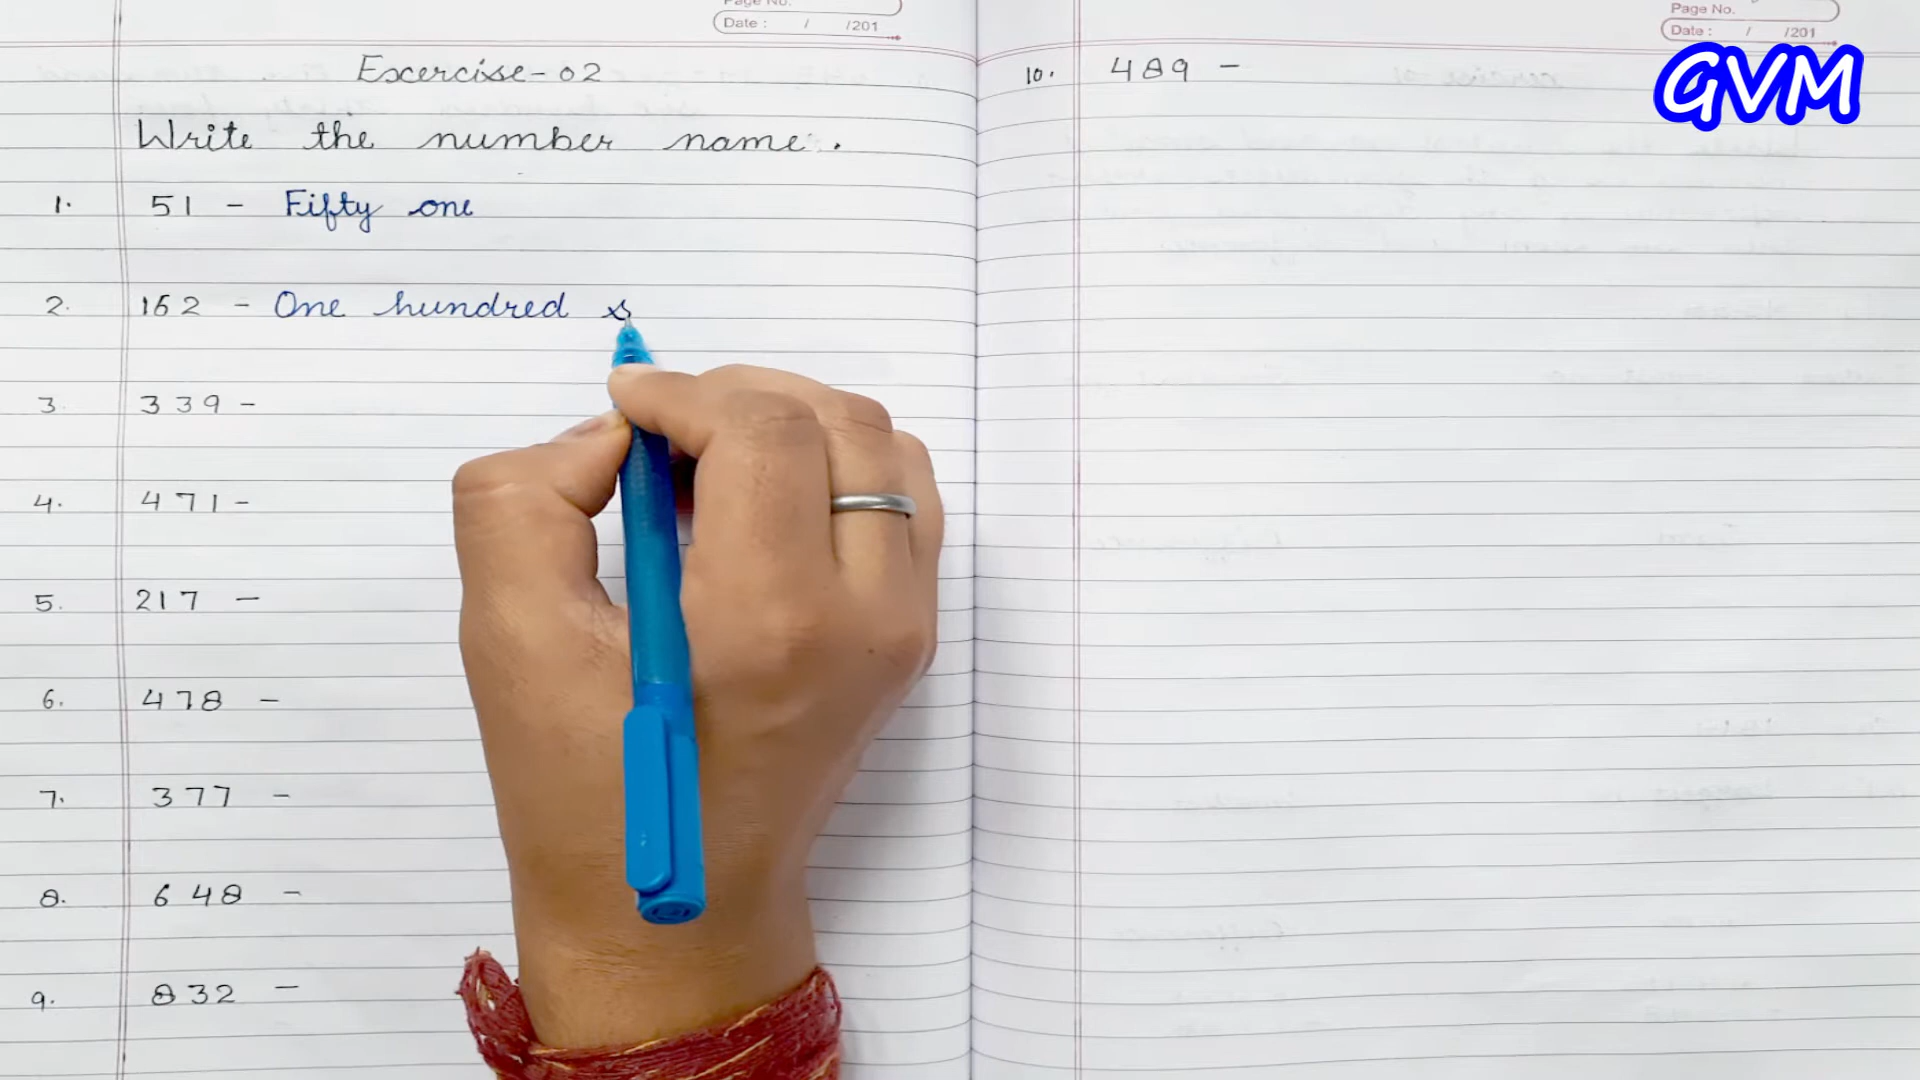 Page No.
Date : / /201
Excercise-02
Write the number name.
1. 51 - Fifty one
2. 162 - One hundred s
3. 339 -
4. 471 -
5. 217 -
6. 478 -
7. 377 -
8. 648 -
9. 832 -
Page No.
Date : / /201
GVM
10. 489 -